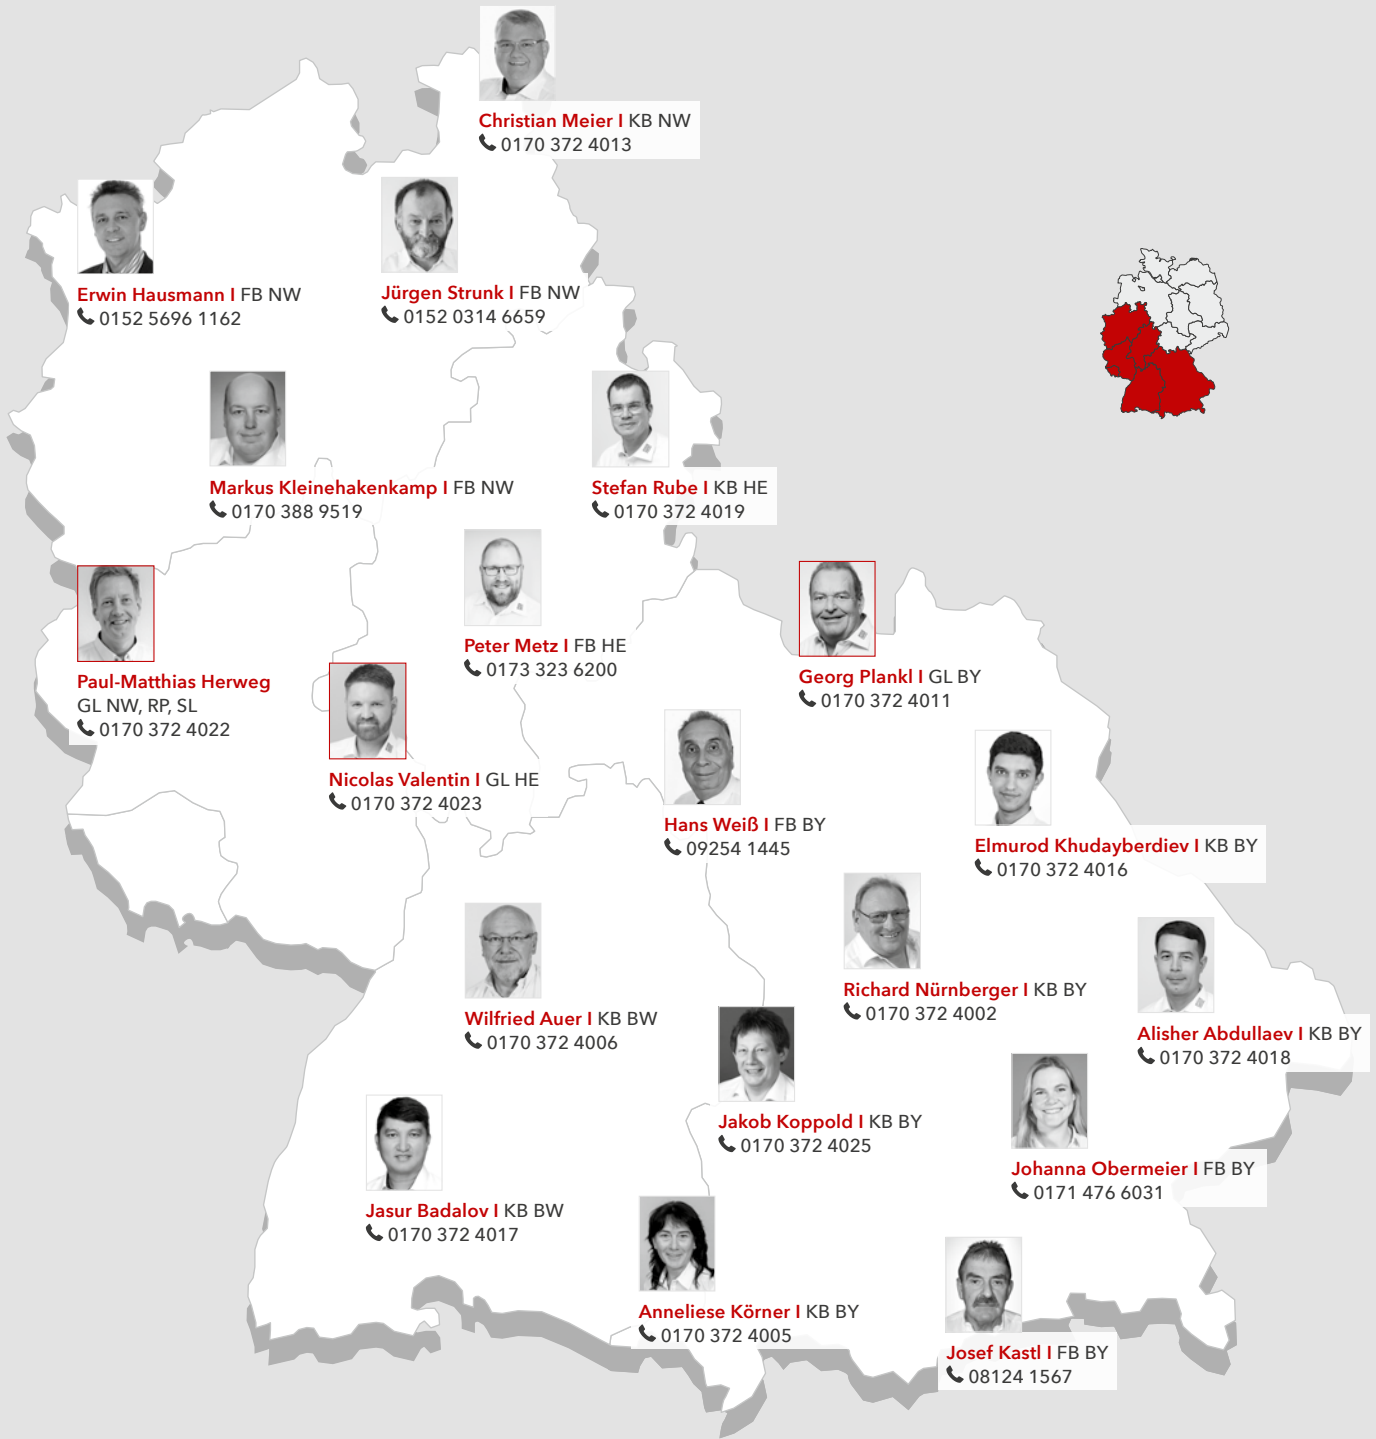 Christian Meier I KB NW
0170 372 4013
Erwin Hausmann I FB NW
0152 5696 1162
Jürgen Strunk I FB NW
0152 0314 6659
Markus Kleinehakenkamp I FB NW
0170 388 9519
Stefan Rube I KB HE
0170 372 4019
Peter Metz I FB HE
0173 323 6200
Paul-Matthias Herweg
GL NW, RP, SL
0170 372 4022
Georg Plankl I GL BY
0170 372 4011
Nicolas Valentin I GL HE
0170 372 4023
Hans Weiß I FB BY
09254 1445
Elmurod Khudayberdiev I KB BY
0170 372 4016
Richard Nürnberger I KB BY
0170 372 4002
Wilfried Auer I KB BW
0170 372 4006
Alisher Abdullaev I KB BY
0170 372 4018
Jakob Koppold I KB BY
0170 372 4025
Johanna Obermeier I FB BY
0171 476 6031
Jasur Badalov I KB BW
0170 372 4017
Anneliese Körner I KB BY
0170 372 4005
Josef Kastl I FB BY
08124 1567